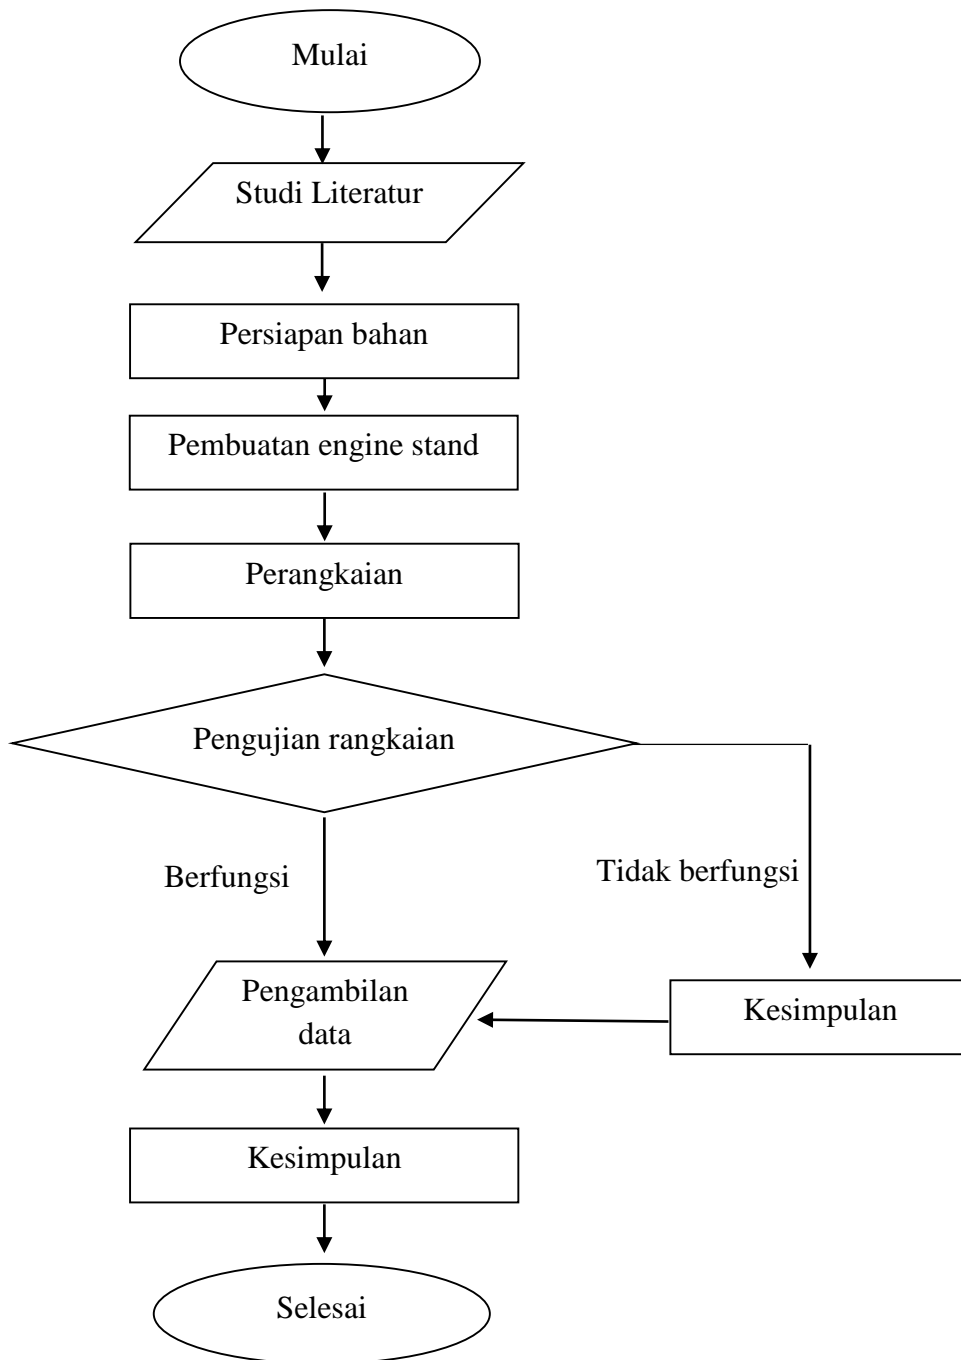 Mulai
Studi Literatur
Persiapan bahan
Pembuatan engine stand
Perangkaian
Pengujian rangkaian
Berfungsi
Tidak berfungsi
Pengambilan
data
Kesimpulan
Kesimpulan
Selesai